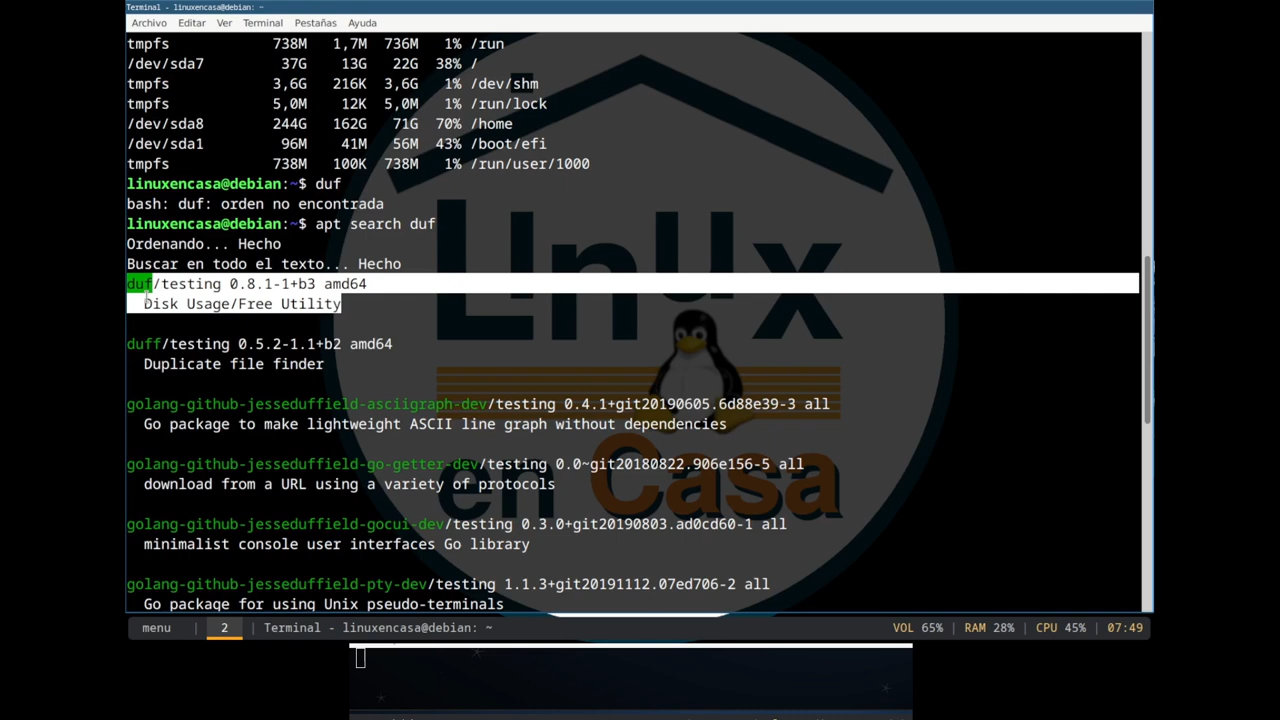 Terminal - linuxencasa@debian: ~
Archivo Editar Ver Terminal Pestañas Ayuda
tmpfs 738M 1,7M 736M 1% /run
/dev/sda7 37G 13G 22G 38% /
tmpfs 3,6G 216K 3,6G 1% /dev/shm
tmpfs 5,0M 12K 5,0M 1% /run/lock
/dev/sda8 244G 162G 71G 70% /home
/dev/sda1 96M 41M 56M 43% /boot/efi
tmpfs 738M 100K 738M 1% /run/user/1000
linuxencasa@debian:~$ duf
bash: duf: orden no encontrada
linuxencasa@debian:~$ apt search duf
Ordenando... Hecho
Buscar en todo el texto... Hecho
duf/testing 0.8.1-1+b3 amd64
Disk Usage/Free Utility
duff/testing 0.5.2-1.1+b2 amd64
Duplicate file finder
golang-github-jesseduffield-asciigraph-dev/testing 0.4.1+git20190605.6d88e39-3 all
Go package to make lightweight ASCII line graph without dependencies
golang-github-jesseduffield-go-getter-dev/testing 0.0~git20180822.906e156-5 all
download from a URL using a variety of protocols
golang-github-jesseduffield-gocui-dev/testing 0.3.0+git20190803.ad0cd60-1 all
minimalist console user interfaces Go library
golang-github-jesseduffield-pty-dev/testing 1.1.3+git20191112.07ed706-2 all
Go package for using Unix pseudo-terminals
Linux
en Casa
menu | 2 | Terminal - linuxencasa@debian: ~ VOL 65% | RAM 28% | CPU 45% | 07:49